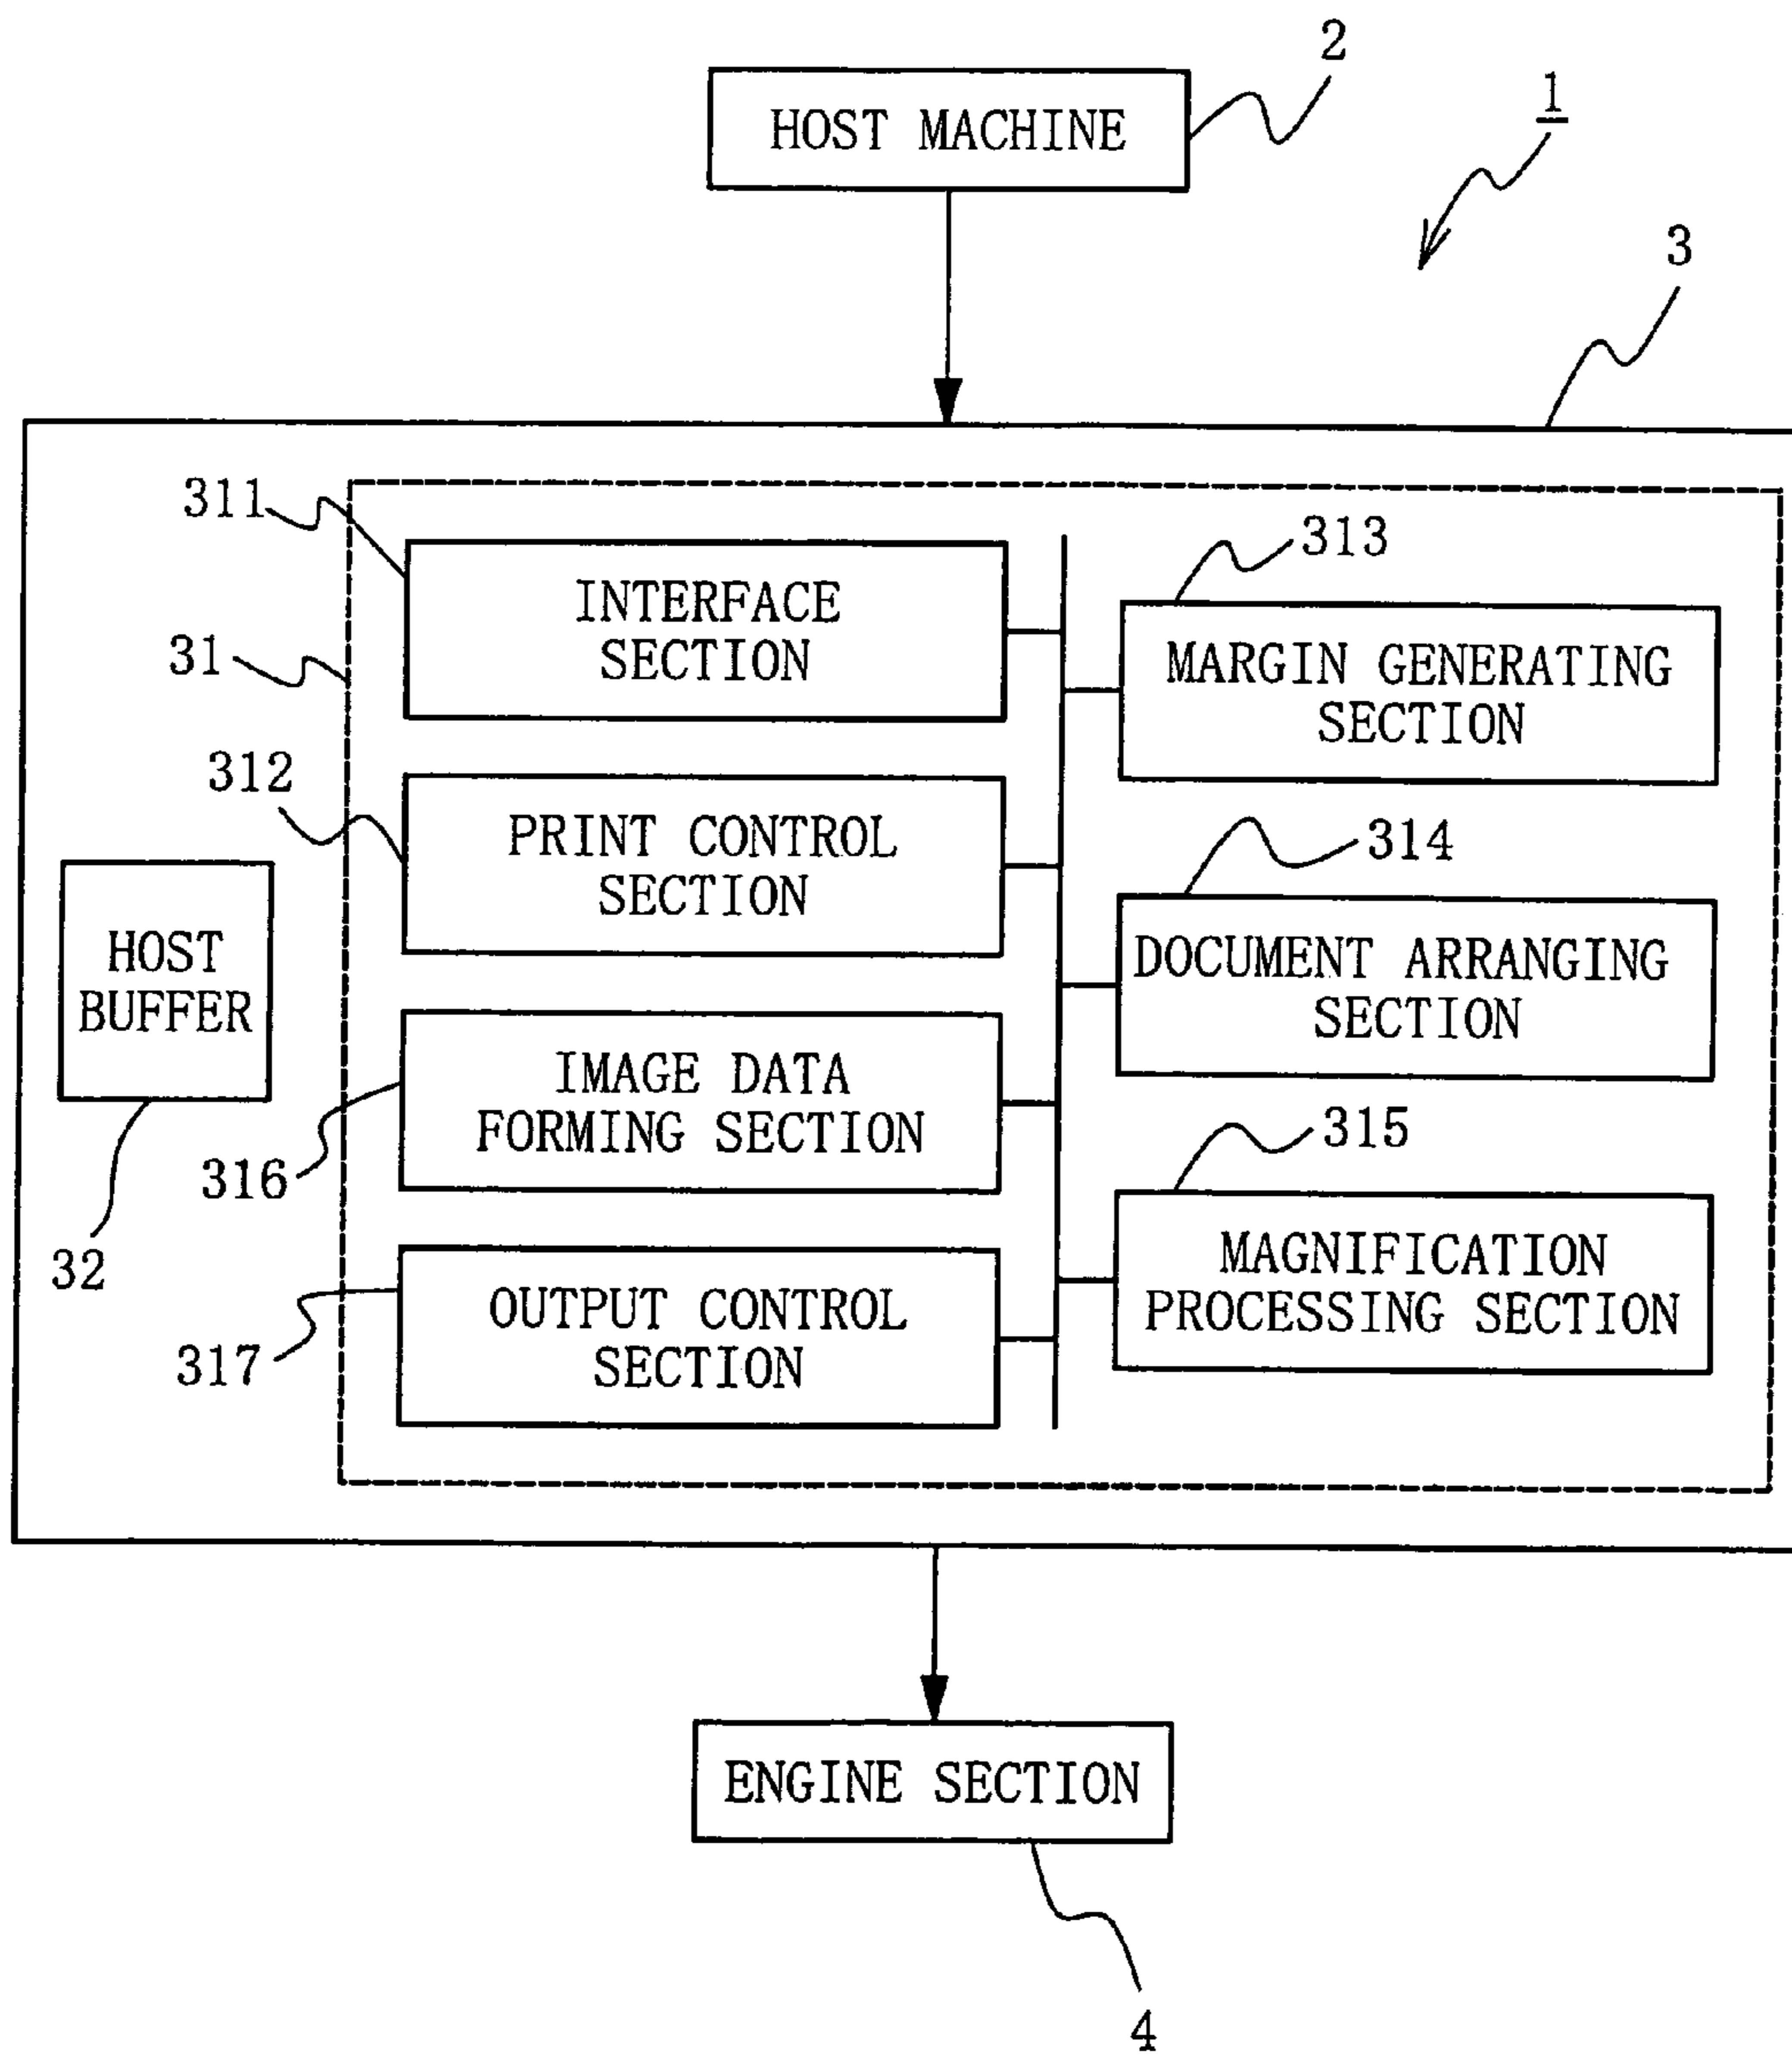 2
HOST MACHINE
1
3
311
INTERFACE
SECTION
313
31
MARGIN GENERATING
SECTION
312
PRINT CONTROL
SECTION
314
HOST
BUFFER
DOCUMENT ARRANGING
SECTION
IMAGE DATA
FORMING SECTION
315
316
32
MAGNIFICATION
PROCESSING SECTION
OUTPUT CONTROL
SECTION
317
ENGINE SECTION
4